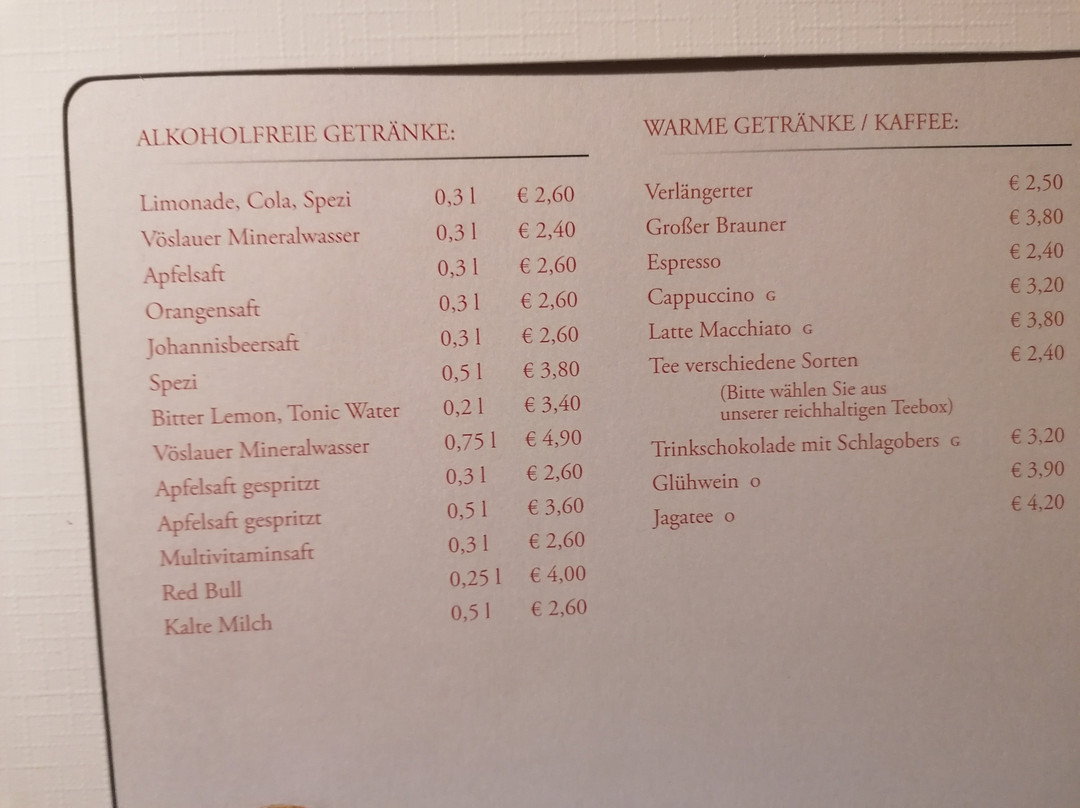 ALKOHOLFREIE GETRÄNKE:
Limonade, Cola, Spezi 0,3 l € 2,60
Vöslauer Mineralwasser 0,3 l € 2,40
Apfelsaft 0,3 l € 2,60
Orangensaft 0,3 l € 2,60
Johannisbeersaft 0,3 l € 2,60
Spezi 0,5 l € 3,80
Bitter Lemon, Tonic Water 0,2 l € 3,40
Vöslauer Mineralwasser 0,75 l € 4,90
Apfelsaft gespritzt 0,3 l € 2,60
Apfelsaft gespritzt 0,5 l € 3,60
Multivitaminsaft 0,3 l € 2,60
Red Bull 0,25 l € 4,00
Kalte Milch 0,5 l € 2,60
WARME GETRÄNKE / KAFFEE:
Verlängerter € 2,50
Großer Brauner € 3,80
Espresso € 2,40
Cappuccino G € 3,20
Latte Macchiato G € 3,80
Tee verschiedene Sorten € 2,40
(Bitte wählen Sie aus
unserer reichhaltigen Teebox)
Trinkschokolade mit Schlagobers G € 3,20
Glühwein O € 3,90
Jagatee O € 4,20